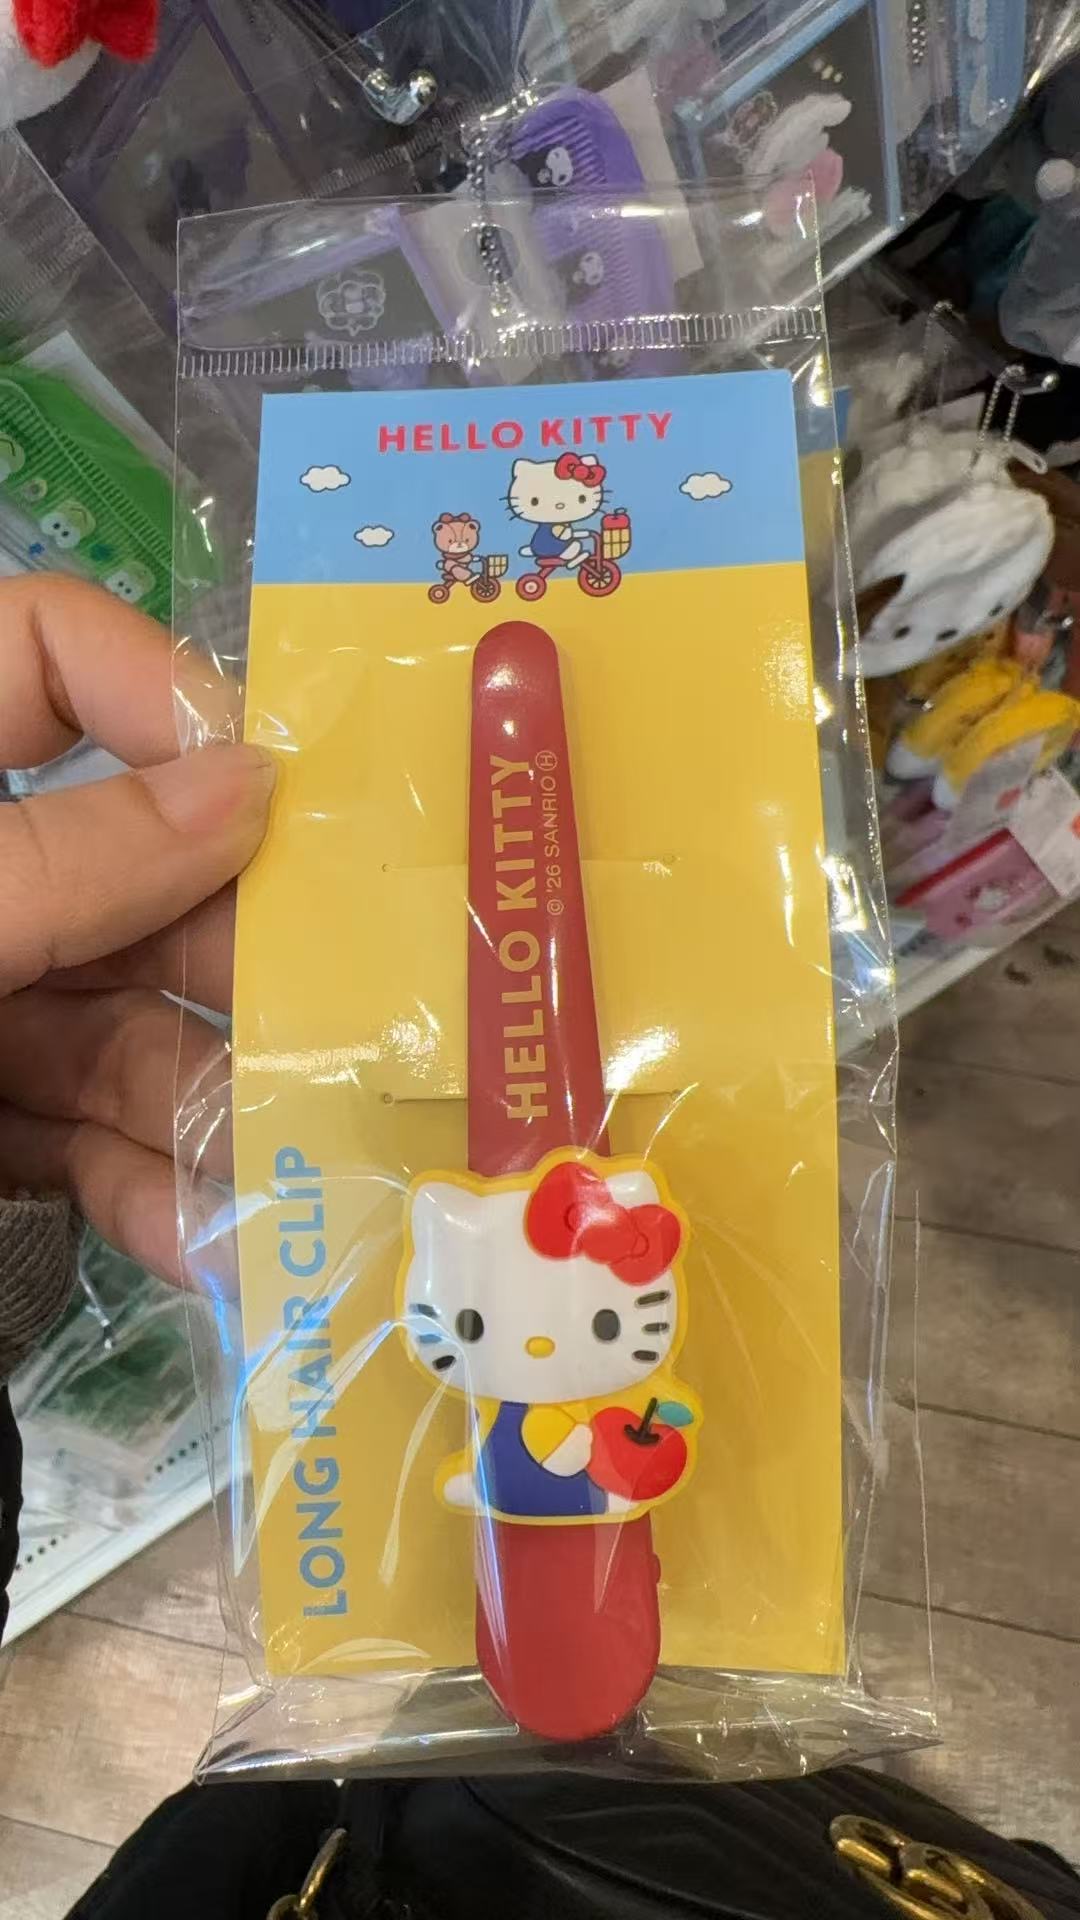 HELLO KITTY
HELLO KITTY
© '26 SANRIO Ⓗ
LONG HAIR CLIP